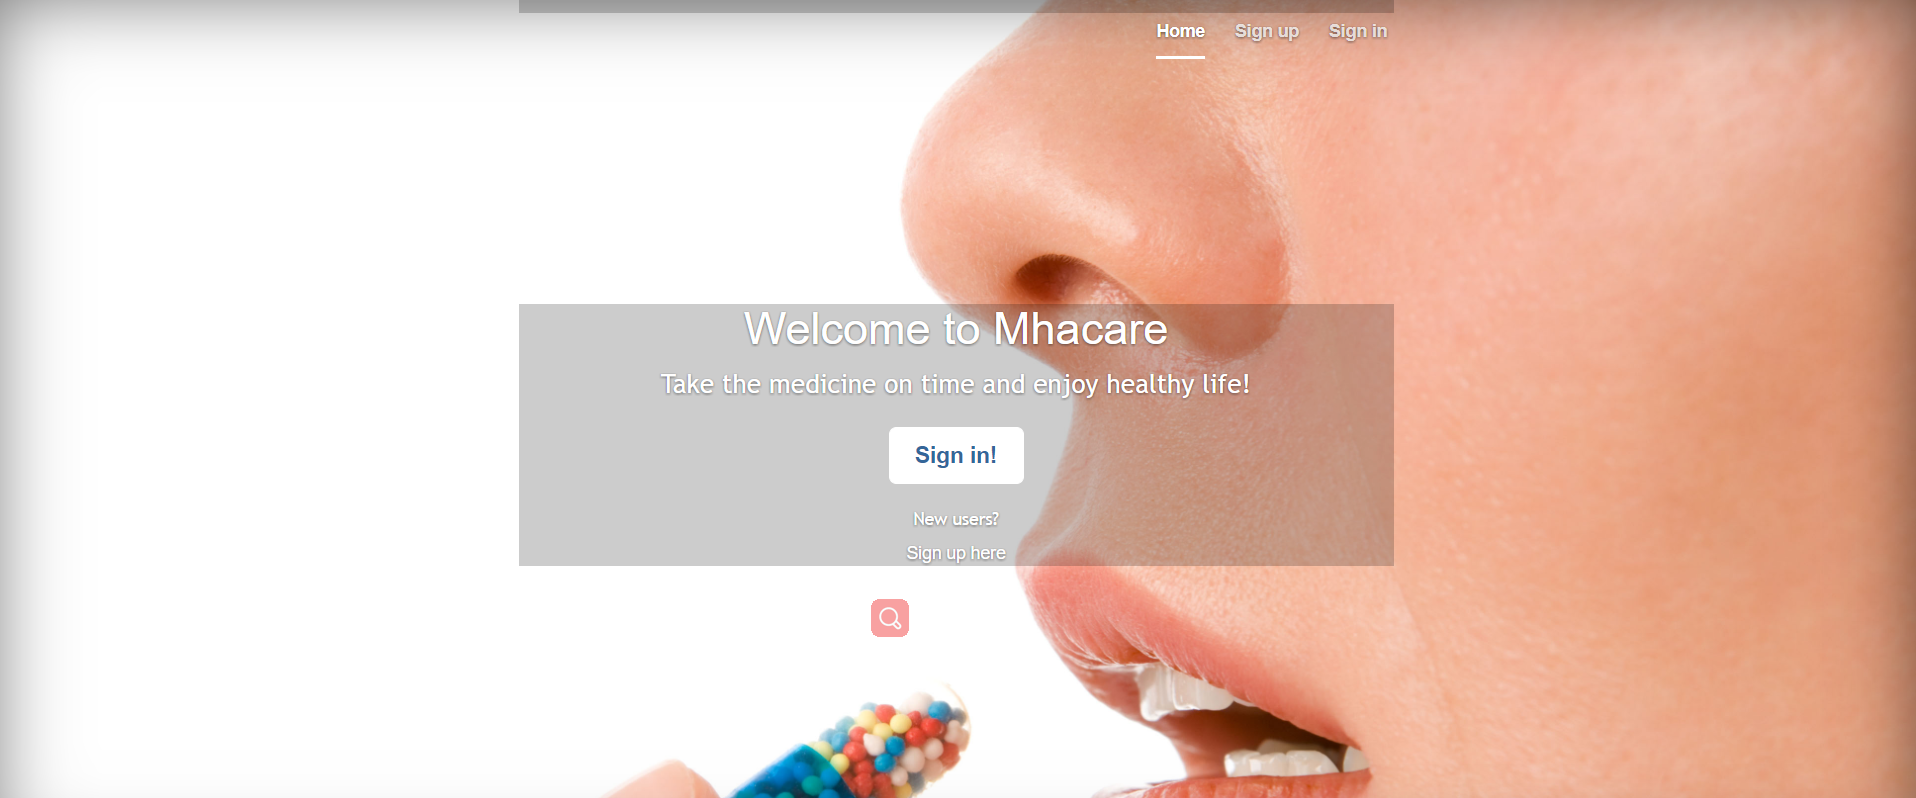 Home Sign up Sign in
Welcome to Mhacare
Take the medicine on time and enjoy healthy life!
Sign in!
New users?
Sign up here